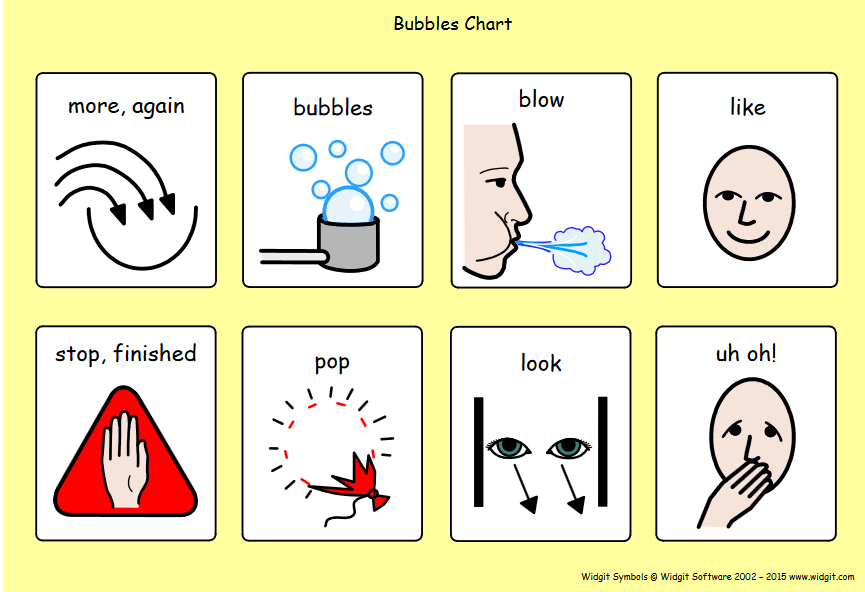 Bubbles Chart
more, again
bubbles
blow
like
stop, finished
pop
look
uh oh!
Widgit Symbols © Widgit Software 2002 - 2015 www.widgit.com